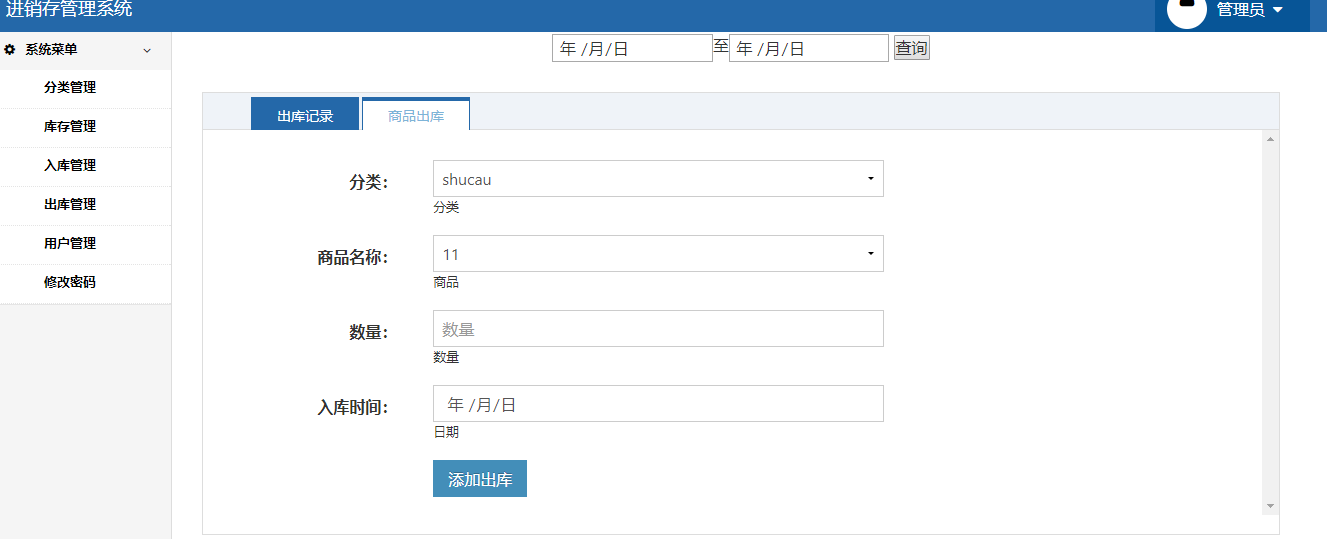 进销存管理系统
管理员
系统菜单
分类管理
库存管理
入库管理
出库管理
用户管理
修改密码
年 /月/日 至 年 /月/日 查询
出库记录 商品出库
分类： shucau
分类
商品名称： 11
商品
数量： 数量
数量
入库时间： 年 /月/日
日期
添加出库